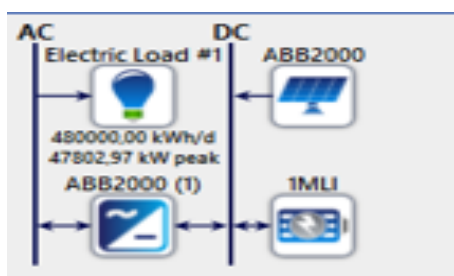 AC DC
Electric Load #1 ABB2000
480000,00 kWh/d
47802,97 kW peak
ABB2000 (1) 1MLI